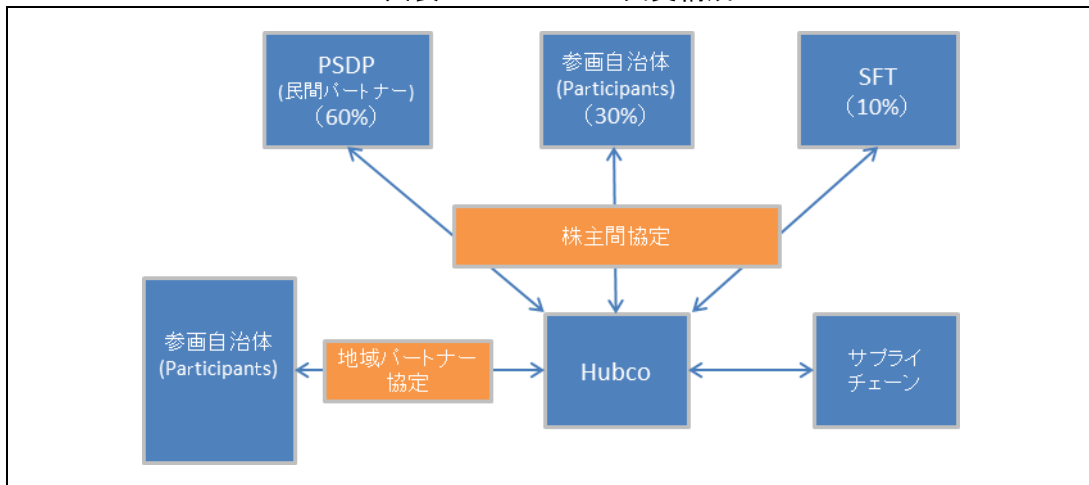 PSDP
(民間パートナー)
(60%)
参画自治体
(Participants)
(30%)
SFT
(10%)
株主間協定
参画自治体
(Participants)
地域パートナー
協定
Hubco
サプライ
チェーン